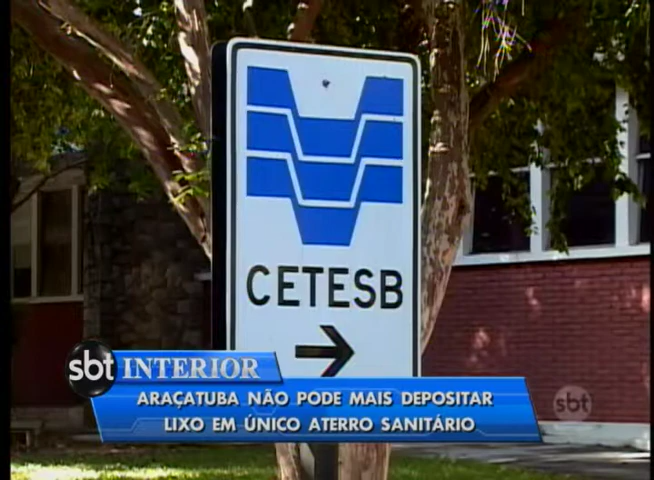 CETESB
sbt INTERIOR
ARAÇATUBA NÃO PODE MAIS DEPOSITAR
LIXO EM ÚNICO ATERRO SANITÁRIO
sbt